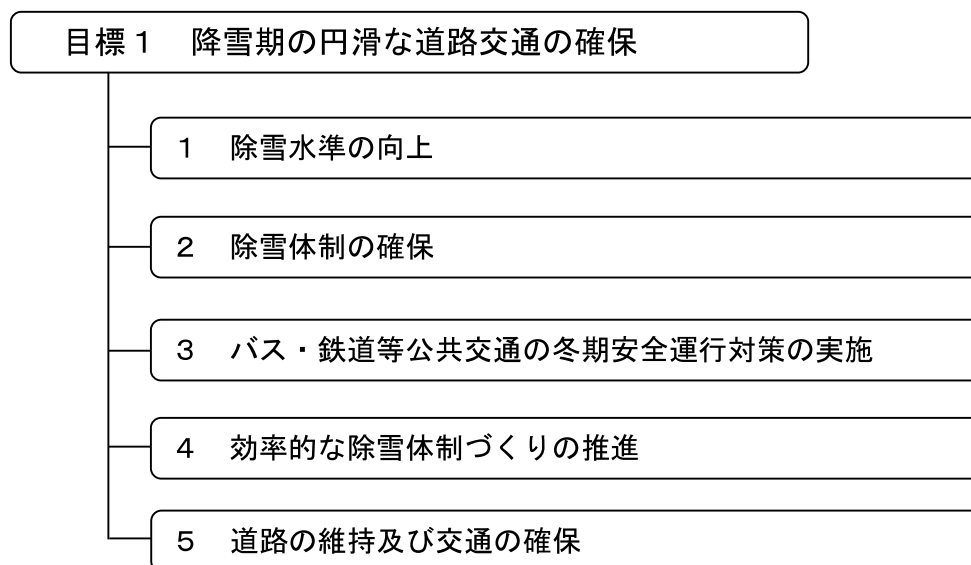 目標１　降雪期の円滑な道路交通の確保
１　除雪水準の向上
２　除雪体制の確保
３　バス・鉄道等公共交通の冬期安全運行対策の実施
４　効率的な除雪体制づくりの推進
５　道路の維持及び交通の確保